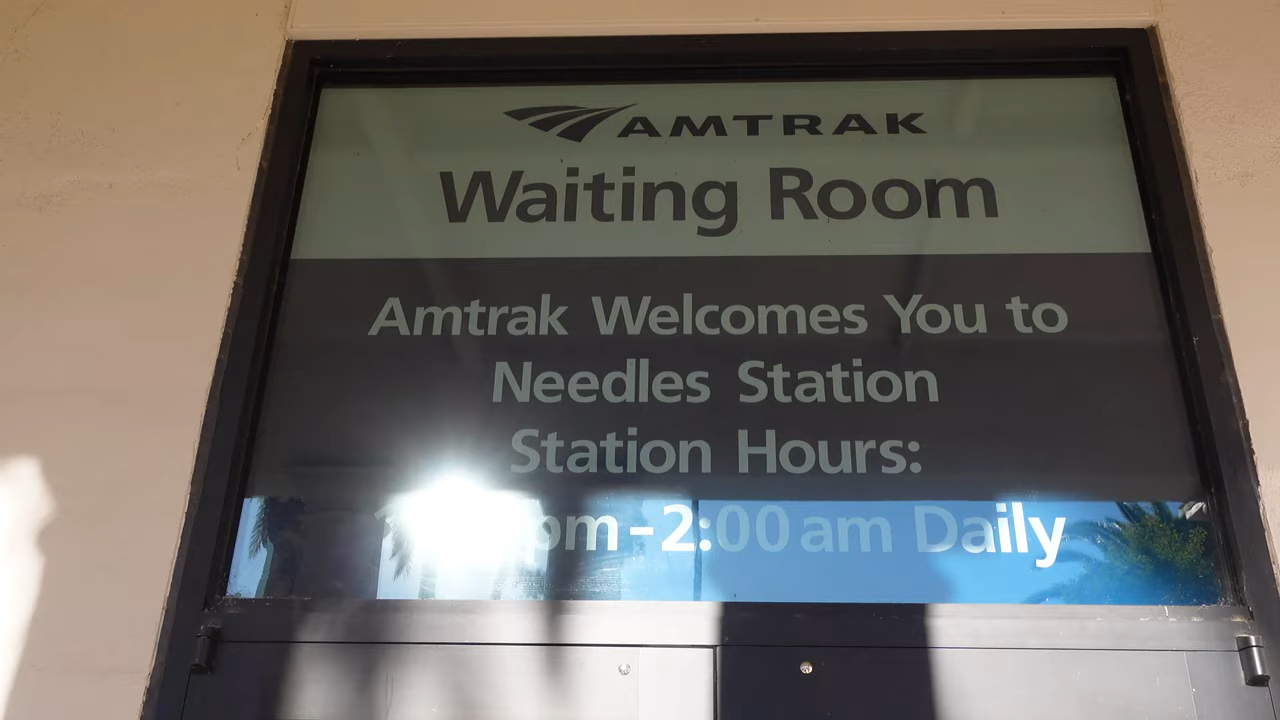 AMTRAK
Waiting Room
Amtrak Welcomes You to
Needles Station
Station Hours:
pm - 2:00 am Daily